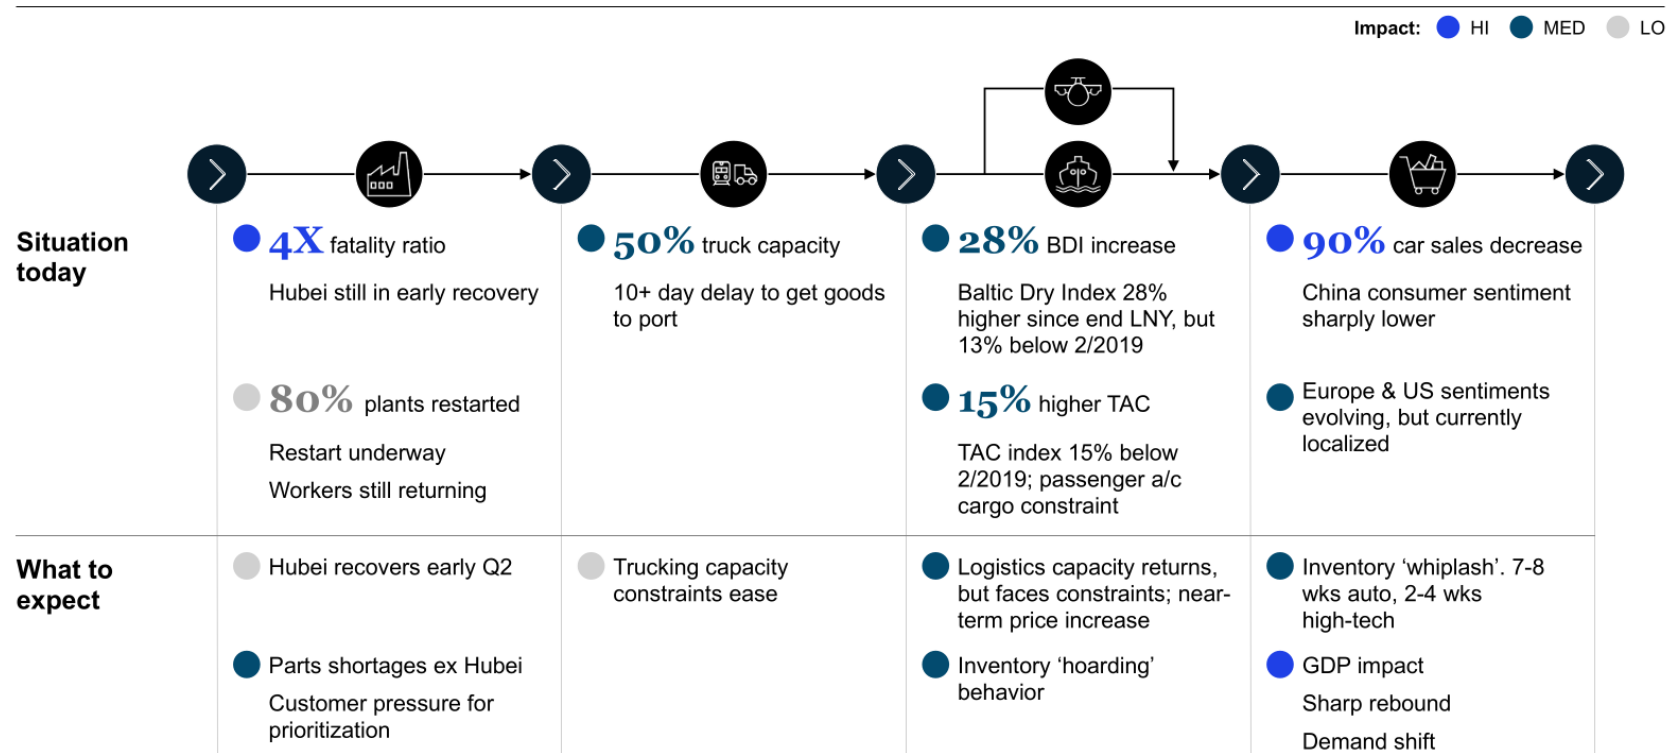 Impact: HI MED LO
Situation
today
4X fatality ratio
Hubei still in early recovery
80% plants restarted
Restart underway
Workers still returning
50% truck capacity
10+ day delay to get goods
to port
28% BDI increase
Baltic Dry Index 28%
higher since end LNY, but
13% below 2/2019
15% higher TAC
TAC index 15% below
2/2019; passenger a/c
cargo constraint
90% car sales decrease
China consumer sentiment
sharply lower
Europe & US sentiments
evolving, but currently
localized
What to
expect
Hubei recovers early Q2
Parts shortages ex Hubei
Customer pressure for
prioritization
Trucking capacity
constraints ease
Logistics capacity returns,
but faces constraints; near-
term price increase
Inventory ‘hoarding’
behavior
Inventory ‘whiplash’. 7-8
wks auto, 2-4 wks
high-tech
GDP impact
Sharp rebound
Demand shift